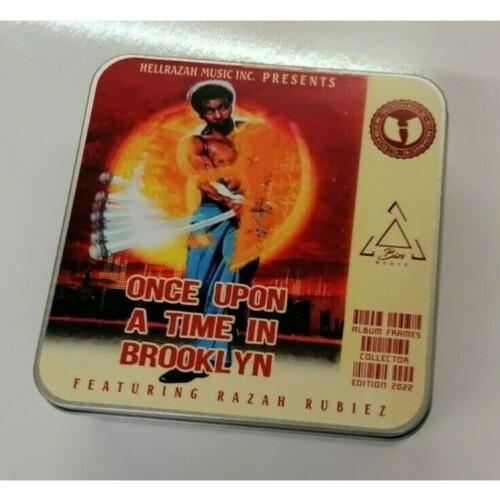 HELLRAZAH MUSIC INC. PRESENTS
ONCE UPON
A TIME IN
BROOKLYN
FEATURING RAZAH RUBIEZ
ALBUM FRAMES
COLLECTOR
EDITION 2022